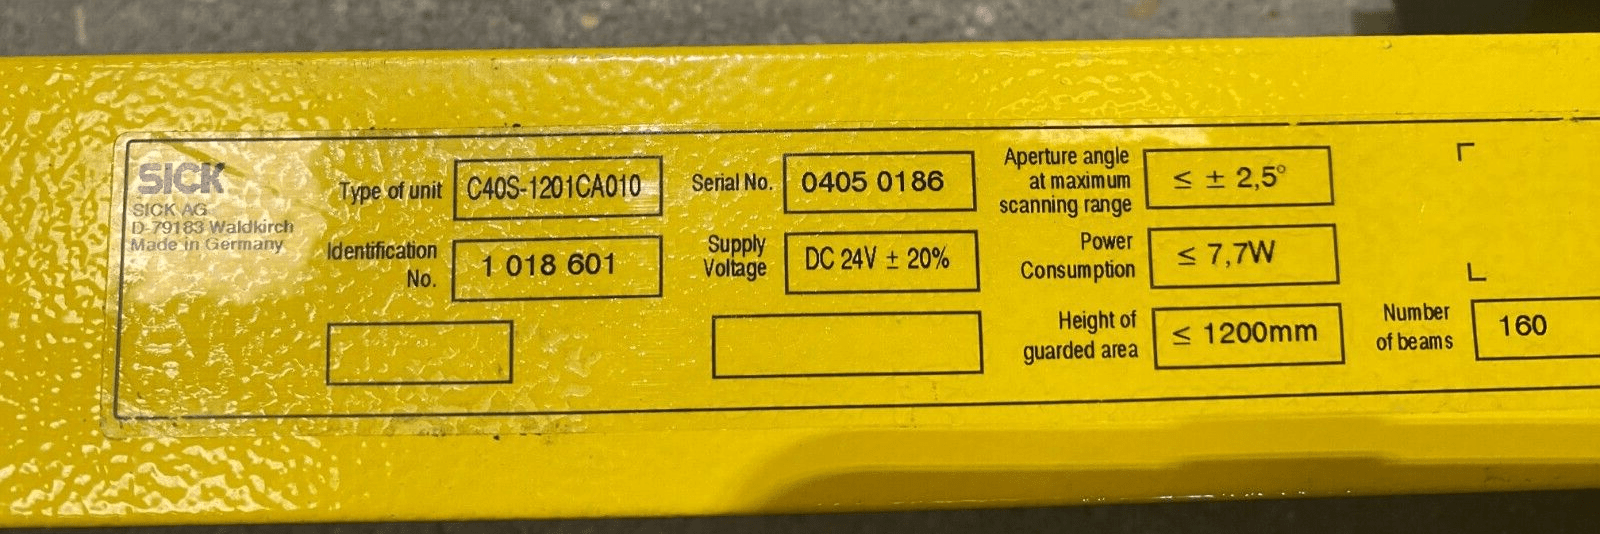 SICK
SICK AG
D-79183 Waldkirch
Made in Germany
Type of unit
C40S-1201CA010
Identification
No.
1 018 601
Serial No.
0405 0186
Supply
Voltage
DC 24V ± 20%
Aperture angle
at maximum
scanning range
≤ ± 2,5°
Power
Consumption
≤ 7,7W
Height of
guarded area
≤ 1200mm
Number
of beams
160